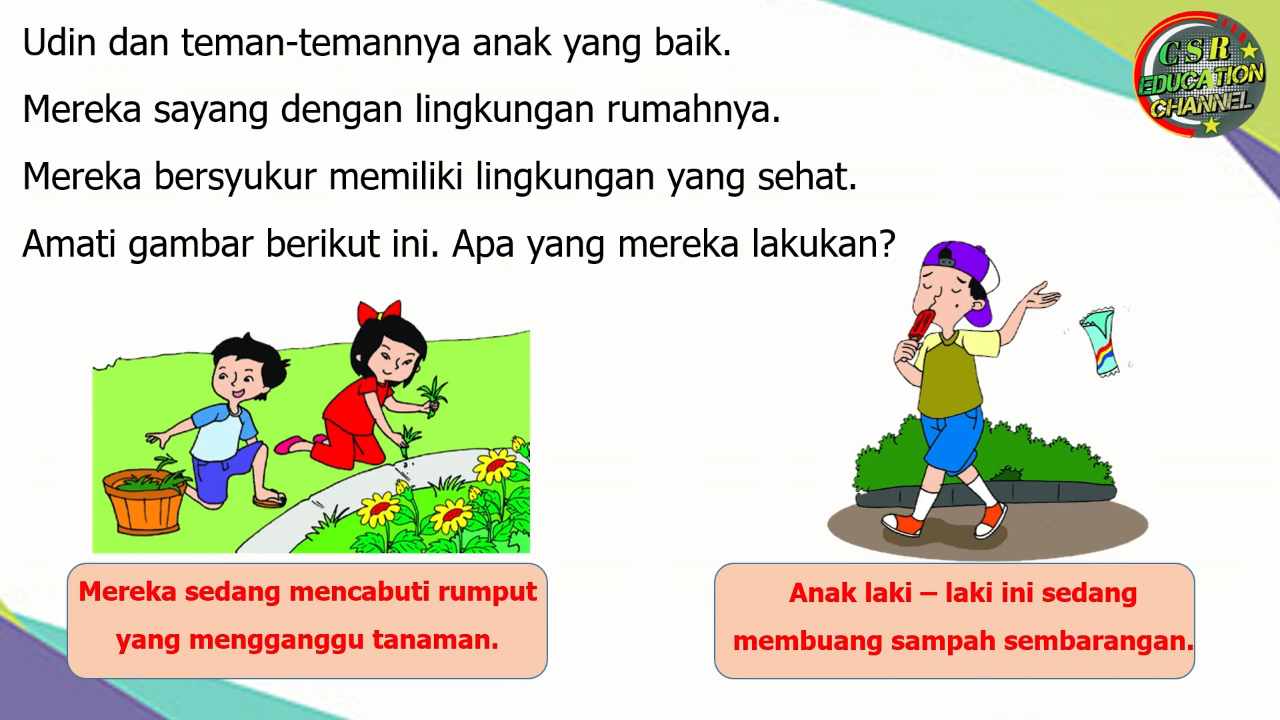 Udin dan teman-temannya anak yang baik.
Mereka sayang dengan lingkungan rumahnya.
Mereka bersyukur memiliki lingkungan yang sehat.
Amati gambar berikut ini. Apa yang mereka lakukan?
CSR
EDUCATION
CHANNEL
Mereka sedang mencabuti rumput
yang mengganggu tanaman.
Anak laki – laki ini sedang
membuang sampah sembarangan.